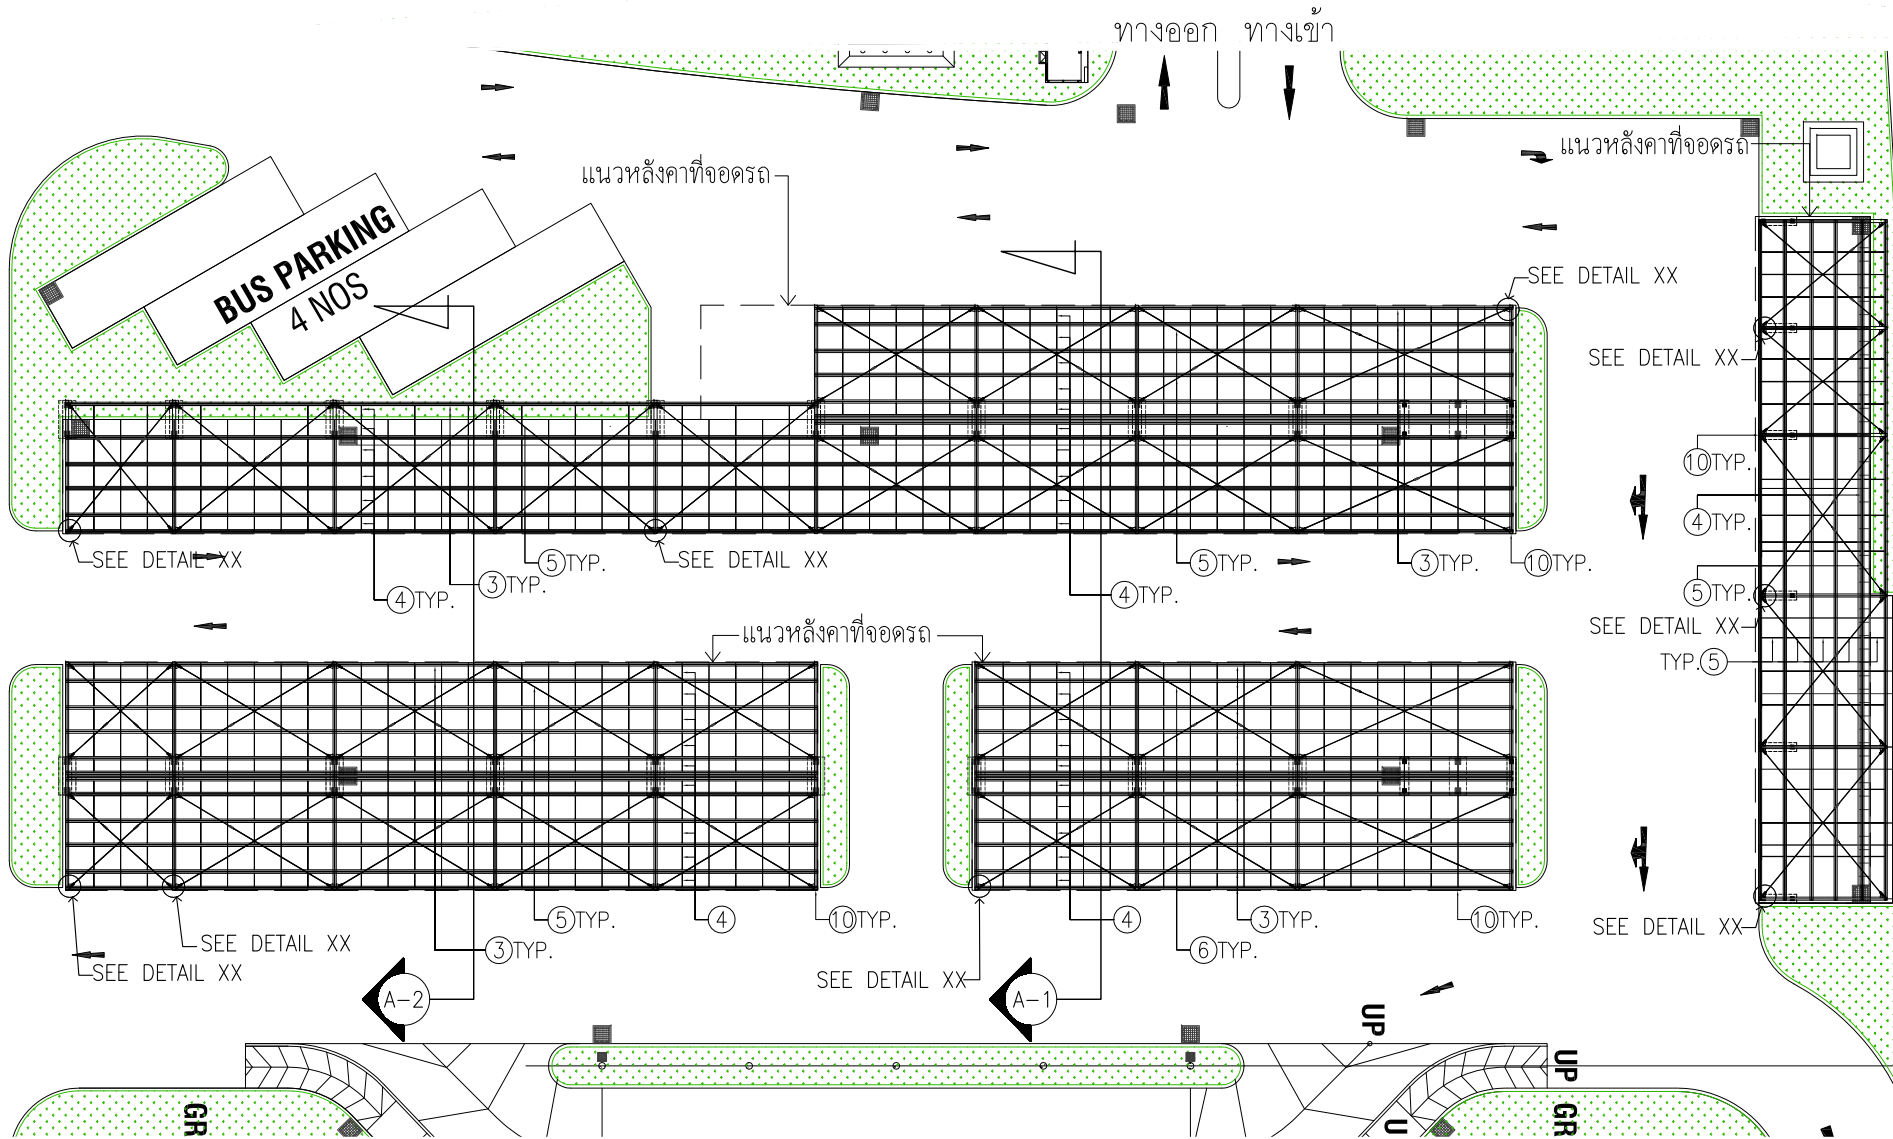 ทางออก ทางเข้า
แนวหลังคาที่จอดรถ
แนวหลังคาที่จอดรถ
BUS PARKING
4 NOS
SEE DETAIL XX
SEE DETAIL XX
10 TYP.
4 TYP.
5 TYP.
SEE DETAIL XX
TYP. 5
SEE DETAIL XX
SEE DETAIL XX
5 TYP.
SEE DETAIL XX
5 TYP.
3 TYP.
10 TYP.
3 TYP.
4 TYP.
4 TYP.
แนวหลังคาที่จอดรถ
5 TYP.
4
10 TYP.
4
3 TYP.
10 TYP.
SEE DETAIL XX
SEE DETAIL XX
3 TYP.
6 TYP.
SEE DETAIL XX
SEE DETAIL XX
A-2
A-1
UP
UP
GR
U
GR